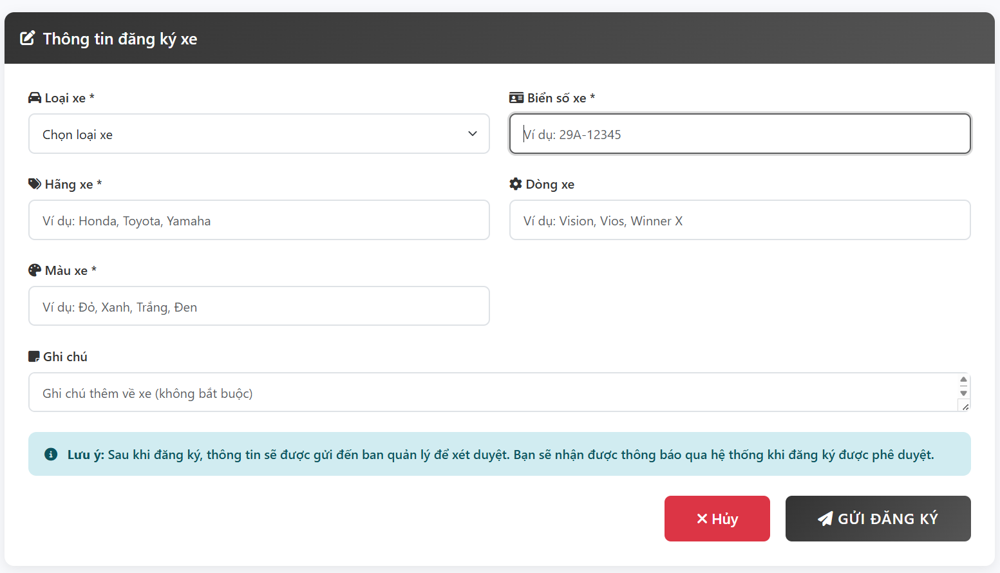 Thông tin đăng ký xe
Loại xe *
Biển số xe *
Chọn loại xe
Ví dụ: 29A-12345
Hãng xe *
Dòng xe
Ví dụ: Honda, Toyota, Yamaha
Ví dụ: Vision, Vios, Winner X
Màu xe *
Ví dụ: Đỏ, Xanh, Trắng, Đen
Ghi chú
Ghi chú thêm về xe (không bắt buộc)
Lưu ý: Sau khi đăng ký, thông tin sẽ được gửi đến ban quản lý để xét duyệt. Bạn sẽ nhận được thông báo qua hệ thống khi đăng ký được phê duyệt.
Hủy
GỬI ĐĂNG KÝ